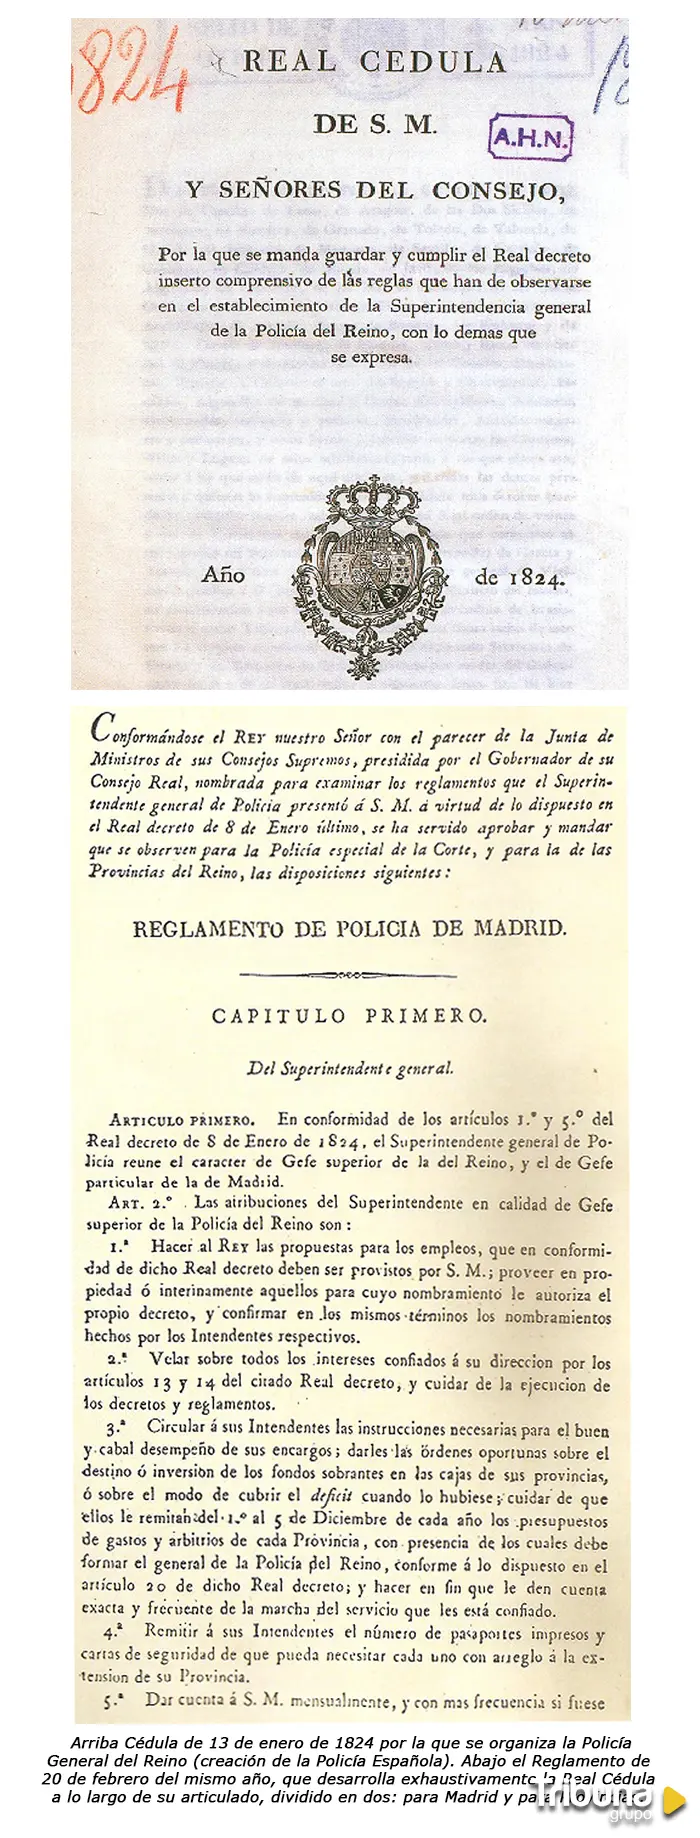 1824
REAL CEDULA
DE S. M.
A.H.N.
Y SEÑORES DEL CONSEJO,
Por la que se manda guardar y cumplir el Real decreto
inserto comprensivo de las reglas que han de observarse
en el establecimiento de la Superintendencia general
de la Policía del Reino, con lo demas que
se expresa.
Año de 1824.
Conformándose el REY nuestro Señor con el parecer de la Junta de
Ministros de sus Consejos Supremos, presidida por el Gobernador de su
Consejo Real, nombrada para examinar los reglamentos que el Superin-
tendente general de Policía presentó á S. M. á virtud de lo dispuesto en
el Real decreto de 8 de Enero último, se ha servido aprobar y mandar
que se observen para la Policía especial de la Corte, y para la de las
Provincias del Reino, las disposiciones siguientes:
REGLAMENTO DE POLICIA DE MADRID.
CAPITULO PRIMERO.
Del Superintendente general.
ARTICULO PRIMERO. En conformidad de los artículos 1.º y 5.º del
Real decreto de 8 de Enero de 1824, el Superintendente general de Po-
licía reune el caracter de Gefe superior de la del Reino, y el de Gefe
particular de la de Madrid.
ART. 2.º Las atribuciones del Superintendente en calidad de Gefe
superior de la Policía del Reino son:
1.ª Hacer al REY las propuestas para los empleos, que en conformi-
dad de dicho Real decreto deben ser provistos por S. M.; proveer en pro-
piedad ó interinamente aquellos para cuyo nombramiento le autoriza el
propio decreto, y confirmar en los mismos términos los nombramientos
hechos por los Intendentes respectivos.
2.ª Velar sobre todos los intereses confiados á su direccion por los
artículos 13 y 14 del citado Real decreto, y cuidar de la ejecucion de
los decretos y reglamentos.
3.ª Circular á sus Intendentes las instrucciones necesarias para el buen
y cabal desempeño de sus encargos; darles las órdenes oportunas sobre el
destino ó inversion de los fondos sobrantes en las cajas de sus provincias,
ó sobre el modo de cubrir el deficit cuando lo hubiese; cuidar de que
ellos le remitan del 1.º al 5 de Diciembre de cada año los presupuestos
de gastos y arbitrios de cada Provincia, con presencia de los cuales debe
formar el general de la Policía del Reino, conforme á lo dispuesto en el
artículo 20 de dicho Real decreto; y hacer en fin que le den cuenta
exacta y frecuente de la marcha del servicio que les está confiado.
4.ª Remitir á sus Intendentes el número de pasaportes impresos y
cartas de seguridad de que pueda necesitar cada uno con arreglo á la ex-
tension de su Provincia.
5.ª Dar cuenta á S. M. mensualmente, y con mas frecuencia si fuese
Arriba Cédula de 13 de enero de 1824 por la que se organiza la Policía
General del Reino (creación de la Policía Española). Abajo el Reglamento de
20 de febrero del mismo año, que desarrolla exhaustivamente la Real Cédula
a lo largo de su articulado, dividido en dos: para Madrid y para
Tribuna
grupo